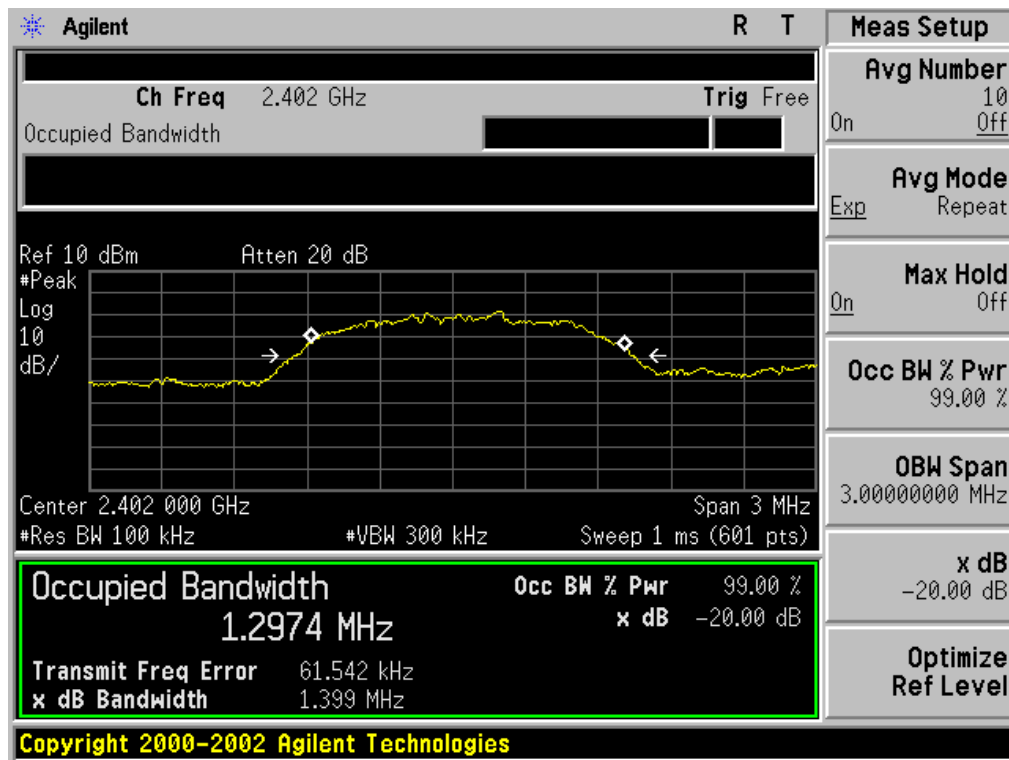 Agilent R T
Ch Freq 2.402 GHz Trig Free
Occupied Bandwidth
Ref 10 dBm Atten 20 dB
#Peak
Log
10
dB/
Center 2.402 000 GHz Span 3 MHz
#Res BW 100 kHz #VBW 300 kHz Sweep 1 ms (601 pts)
Occupied Bandwidth Occ BW % Pwr 99.00 %
1.2974 MHz x dB -20.00 dB
Transmit Freq Error 61.542 kHz
x dB Bandwidth 1.399 MHz
Copyright 2000-2002 Agilent Technologies
Meas Setup
Avg Number
10
On Off
Avg Mode
Exp Repeat
Max Hold
On Off
Occ BW % Pwr
99.00 %
OBW Span
3.00000000 MHz
x dB
-20.00 dB
Optimize
Ref Level